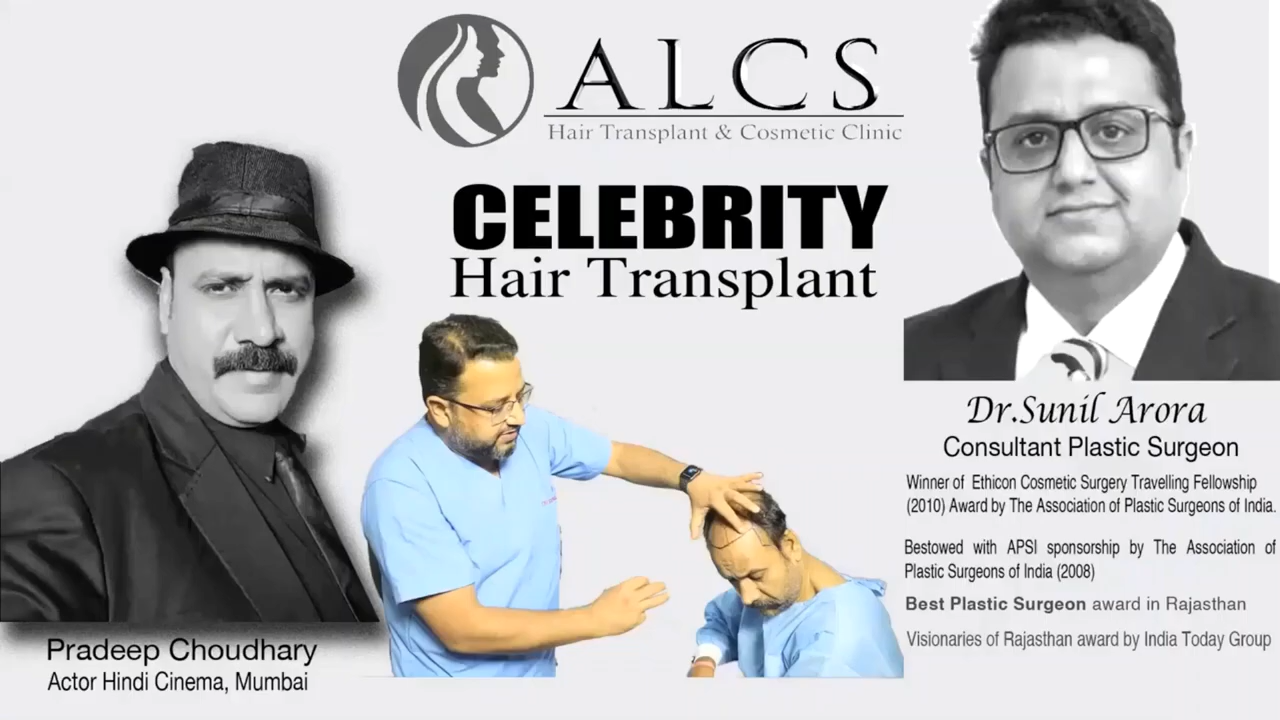 ALCS
Hair Transplant & Cosmetic Clinic
CELEBRITY
Hair Transplant
Pradeep Choudhary
Actor Hindi Cinema, Mumbai
Dr.Sunil Arora
Consultant Plastic Surgeon
Winner of Ethicon Cosmetic Surgery Travelling Fellowship
(2010) Award by The Association of Plastic Surgeons of India.
Bestowed with APSI sponsorship by The Association of
Plastic Surgeons of India (2008)
Best Plastic Surgeon award in Rajasthan
Visionaries of Rajasthan award by India Today Group